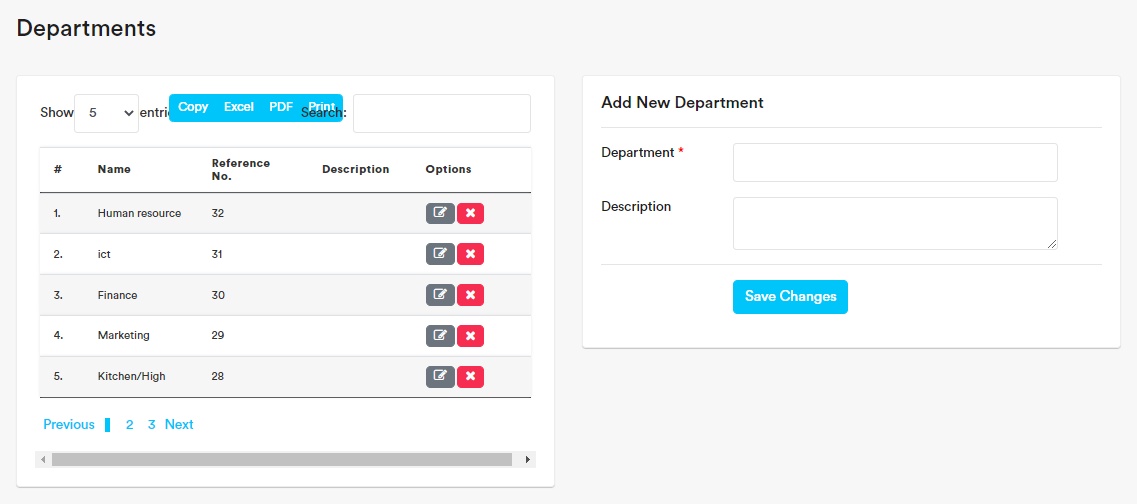 Departments
Show 5 entri Copy Excel PDF Print Search:
# Name Reference No. Description Options
1. Human resource 32
2. ict 31
3. Finance 30
4. Marketing 29
5. Kitchen/High 28
Previous 2 3 Next
Add New Department
Department *
Description
Save Changes